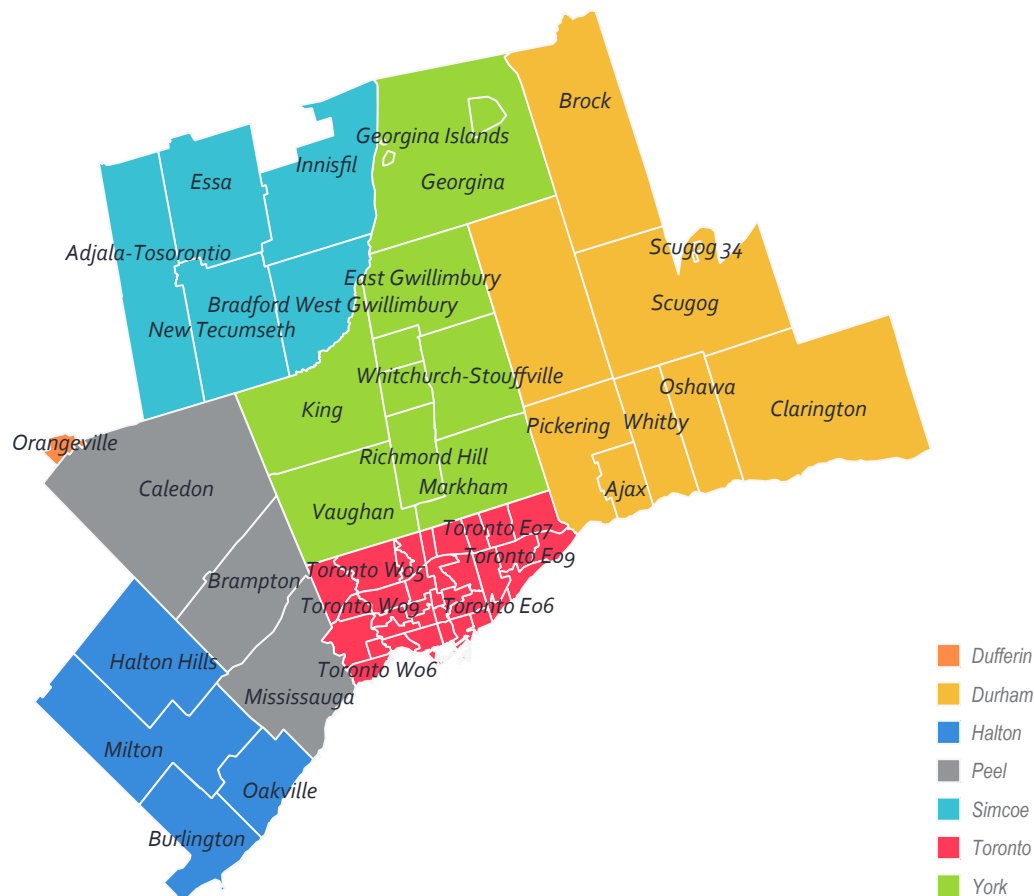 Brock
Georgina Islands
Innisfil
Essa
Georgina
Scugog 34
Adjala-Tosorontio
East Gwillimbury
Scugog
Bradford West Gwillimbury
New Tecumseth
Whitchurch-Stouffville
Oshawa
King
Clarington
Whitby
Pickering
Orangeville
Richmond Hill
Markham
Caledon
Ajax
Vaughan
Toronto E07
Toronto E09
Toronto W05
Brampton
Toronto W09
Toronto E06
Halton Hills
Toronto W06
Mississauga
Milton
Oakville
Burlington
Dufferin
Durham
Halton
Peel
Simcoe
Toronto
York